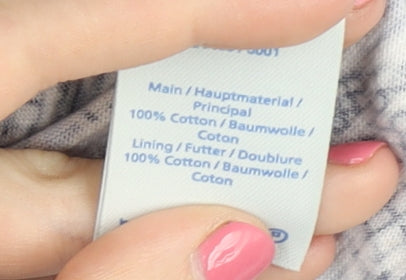 Main / Hauptmaterial /
Principal
100% Cotton / Baumwolle /
Coton
Lining / Futter / Doublure
100% Cotton / Baumwolle /
Coton